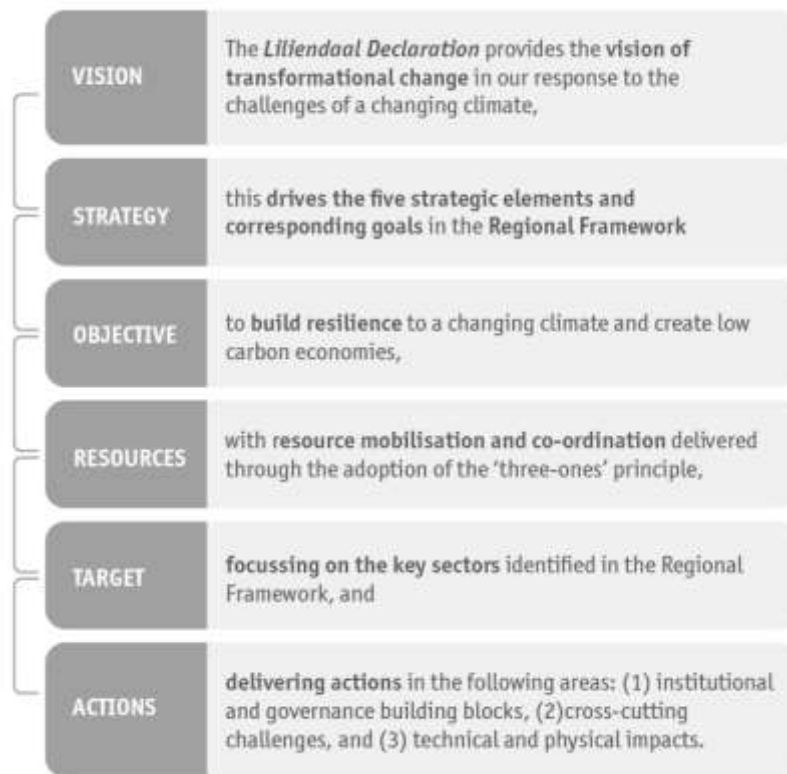 VISION
The Liliendaal Declaration provides the vision of
transformational change in our response to the
challenges of a changing climate,
STRATEGY
this drives the five strategic elements and
corresponding goals in the Regional Framework
OBJECTIVE
to build resilience to a changing climate and create low
carbon economies,
RESOURCES
with resource mobilisation and co-ordination delivered
through the adoption of the ‘three-ones’ principle,
TARGET
focussing on the key sectors identified in the Regional
Framework, and
ACTIONS
delivering actions in the following areas: (1) institutional
and governance building blocks, (2)cross-cutting
challenges, and (3) technical and physical impacts.